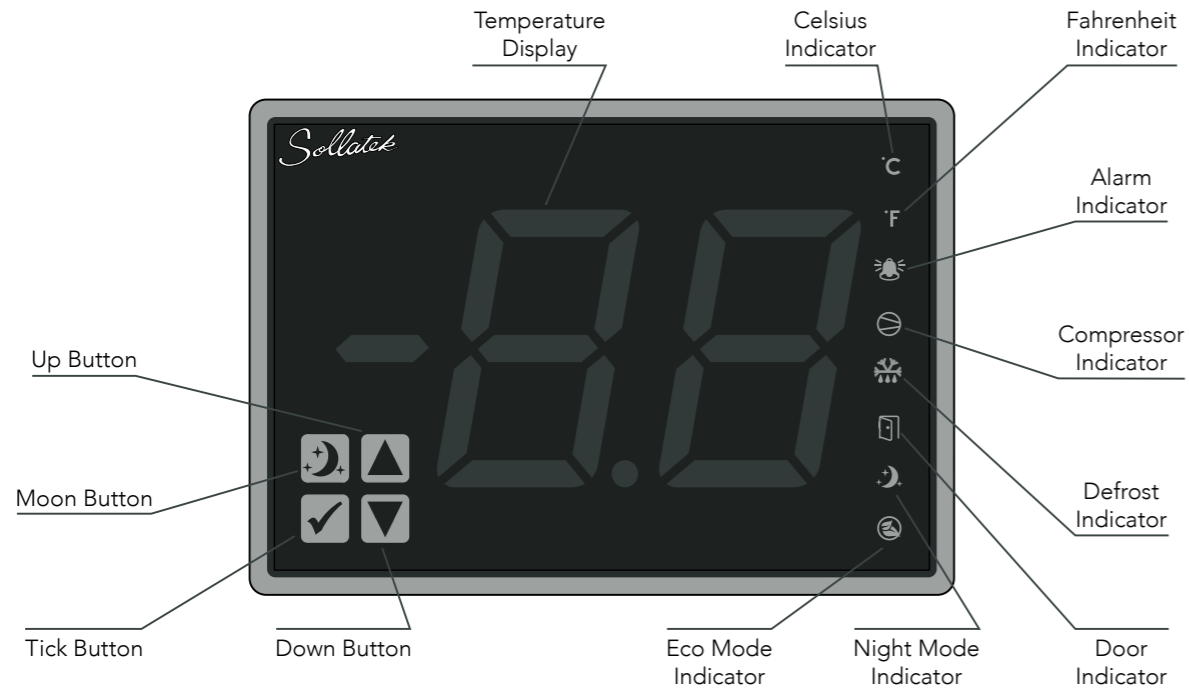 Temperature
Display
Celsius
Indicator
Fahrenheit
Indicator
Sollatek
°C
°F
Alarm
Indicator
Compressor
Indicator
Up Button
Moon Button
Defrost
Indicator
Tick Button
Down Button
Eco Mode
Indicator
Night Mode
Indicator
Door
Indicator